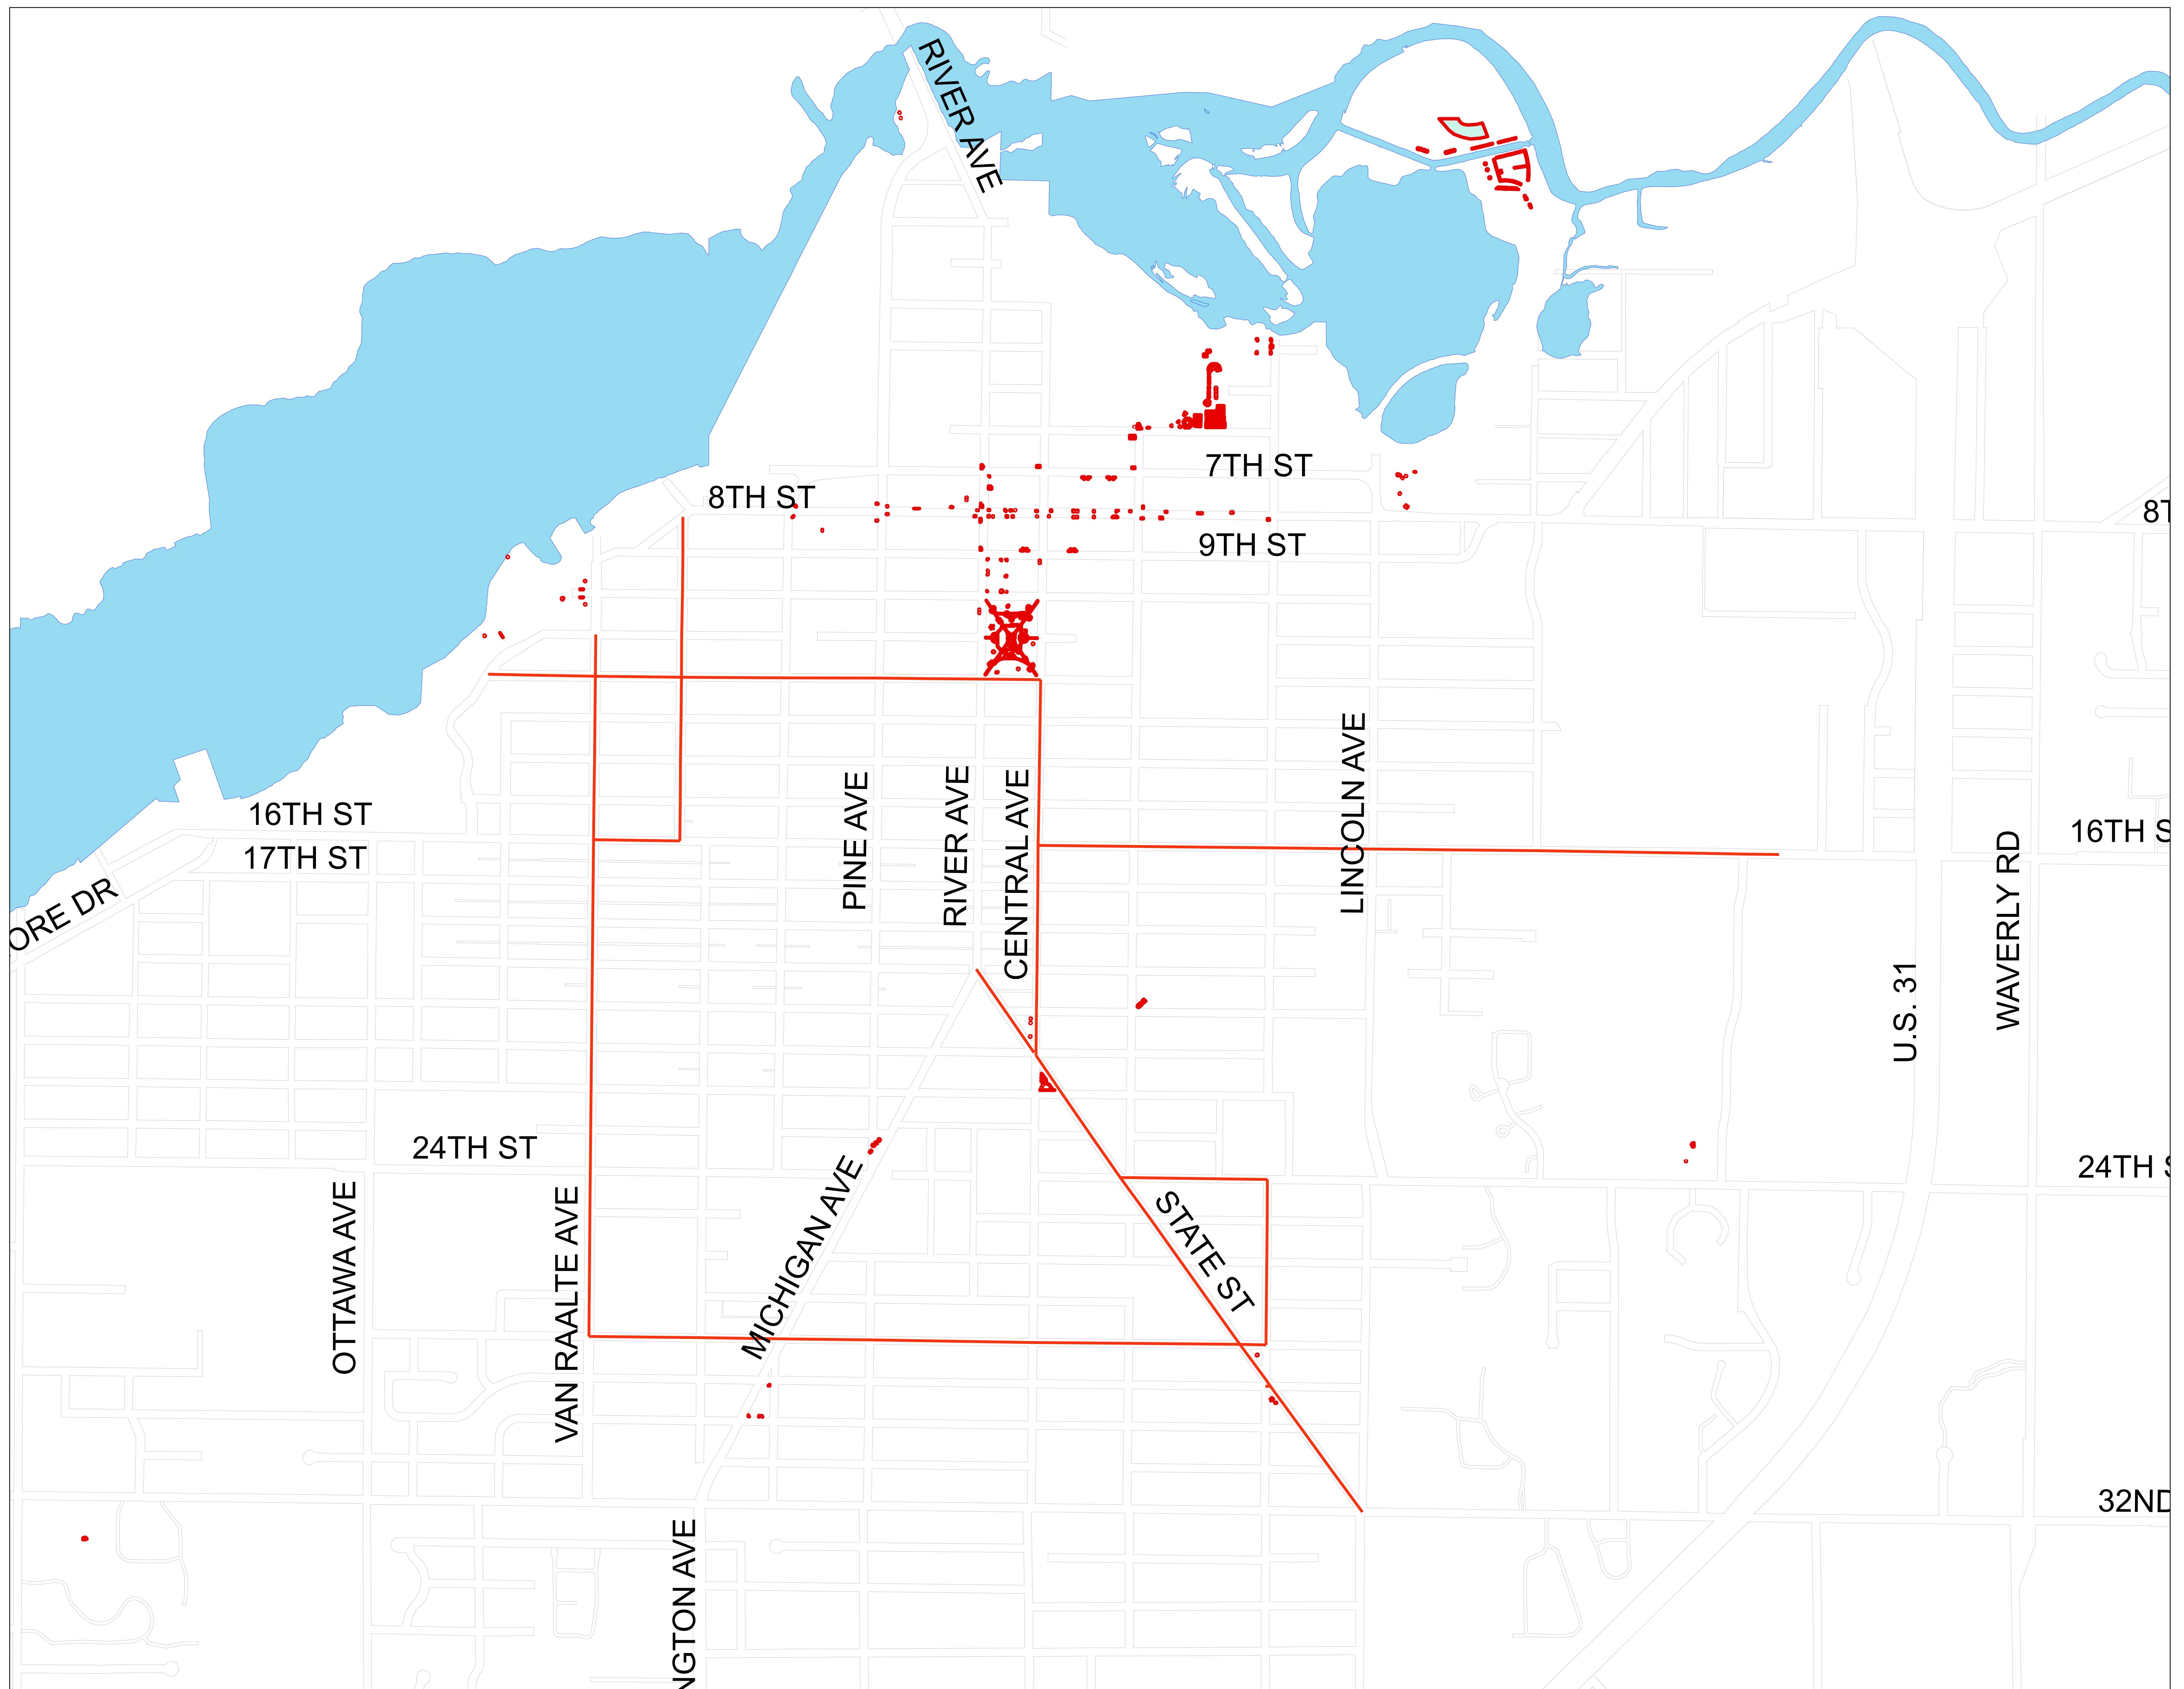 RIVER AVE
7TH ST
8TH ST
8T
9TH ST
16TH ST
17TH ST
PINE AVE
RIVER AVE
CENTRAL AVE
LINCOLN AVE
16TH S
WAVERLY RD
U.S. 31
ORE DR
24TH ST
24TH S
OTTAWA AVE
VAN RAALTE AVE
MICHIGAN AVE
STATE ST
32ND
NGTON AVE